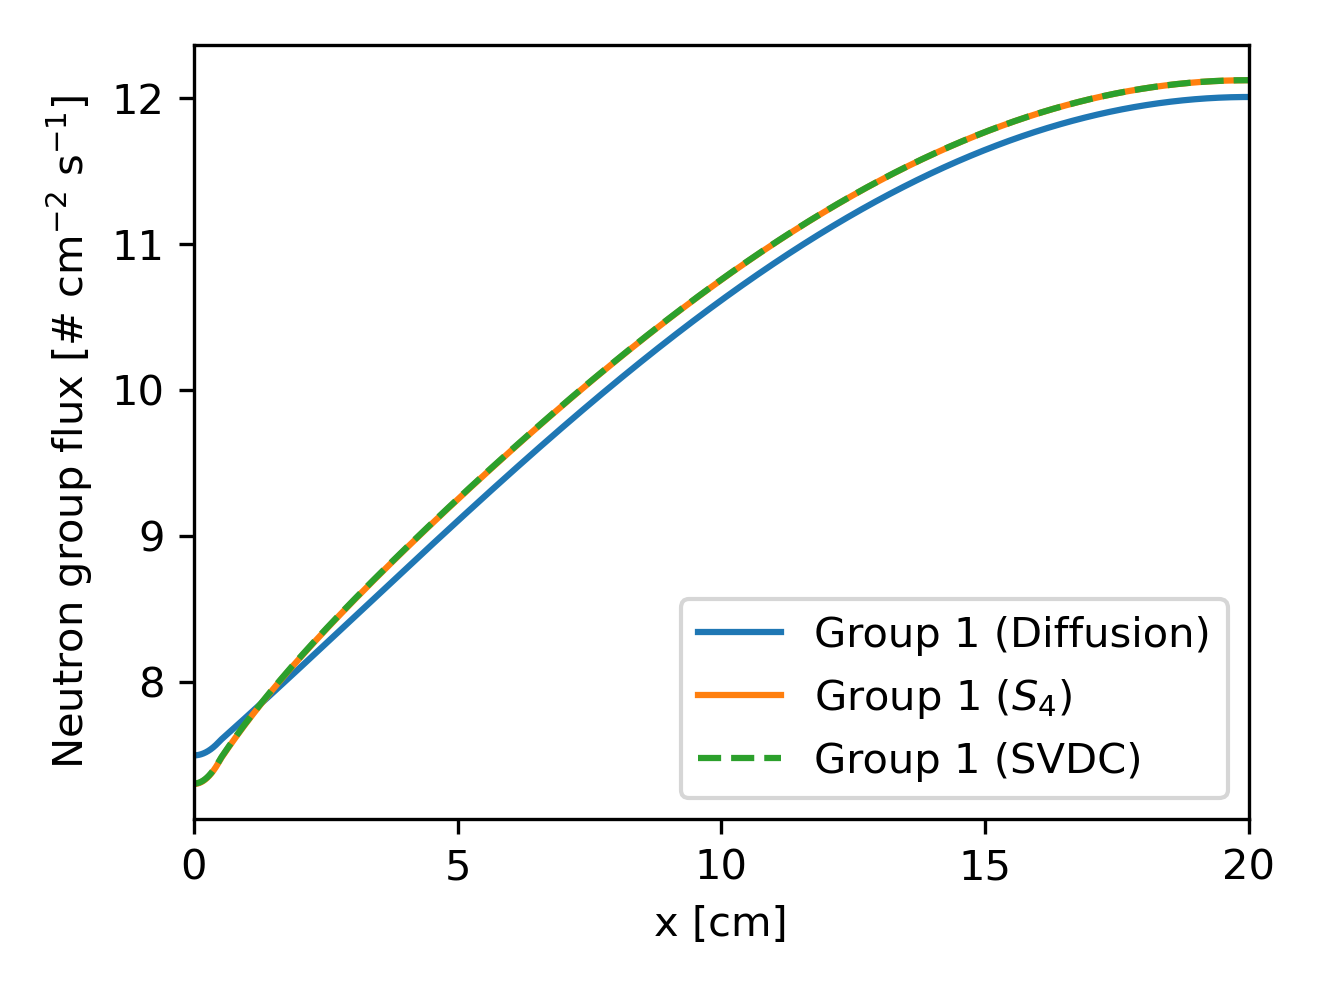 Neutron group flux [# cm⁻² s⁻¹]
12
11
10
9
8
Group 1 (Diffusion)
Group 1 (S₄)
Group 1 (SVDC)
0 5 10 15 20
x [cm]